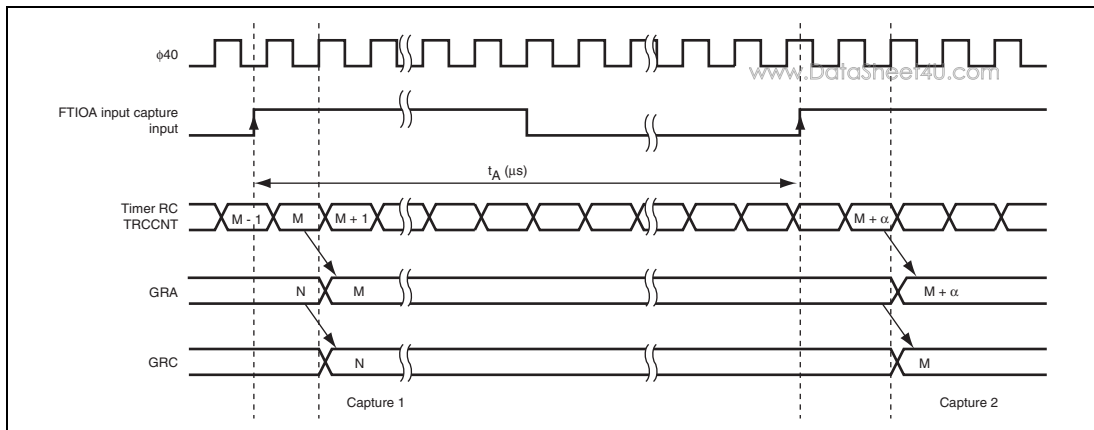 φ40
www.DataSheet4U.com
FTIOA input capture
input
tA (μs)
Timer RC
TRCCNT
M - 1
M
M + 1
M + α
GRA
N
M
M + α
GRC
N
M
Capture 1
Capture 2